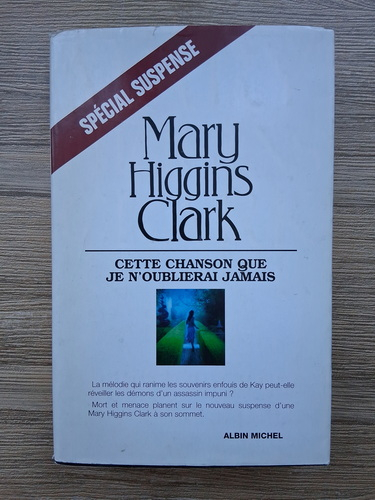 SPÉCIAL SUSPENSE
Mary
Higgins
Clark
CETTE CHANSON QUE
JE N'OUBLIERAI JAMAIS
La mélodie qui ranime les souvenirs enfouis de Kay peut-elle
réveiller les démons d'un assassin impuni ?
Mort et menace planent sur le nouveau suspense d'une
Mary Higgins Clark à son sommet.
ALBIN MICHEL